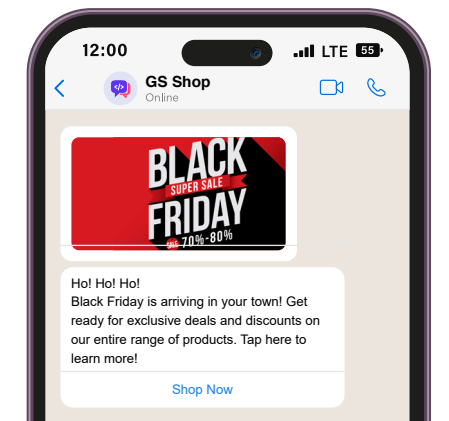 12:00 LTE 55
GS Shop
Online
</>
BLACK
SUPER SALE
FRIDAY
SALE 70%-80%
Ho! Ho! Ho!
Black Friday is arriving in your town! Get
ready for exclusive deals and discounts on
our entire range of products. Tap here to
learn more!
Shop Now